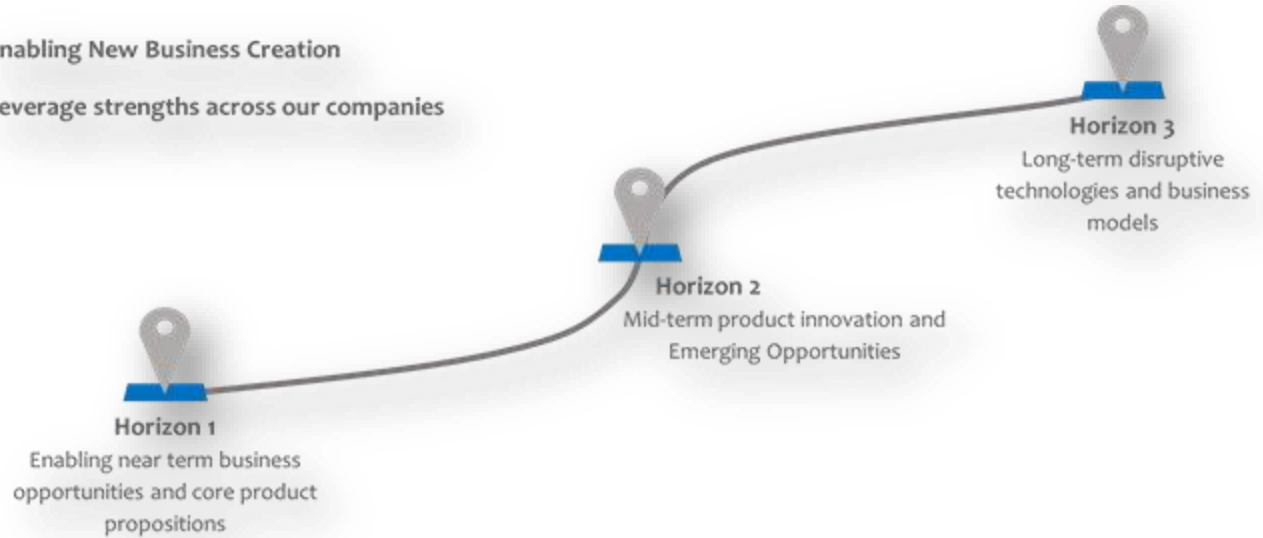 nabling New Business Creation
everage strengths across our companies
Horizon 3
Long-term disruptive
technologies and business
models
Horizon 2
Mid-term product innovation and
Emerging Opportunities
Horizon 1
Enabling near term business
opportunities and core product
propositions